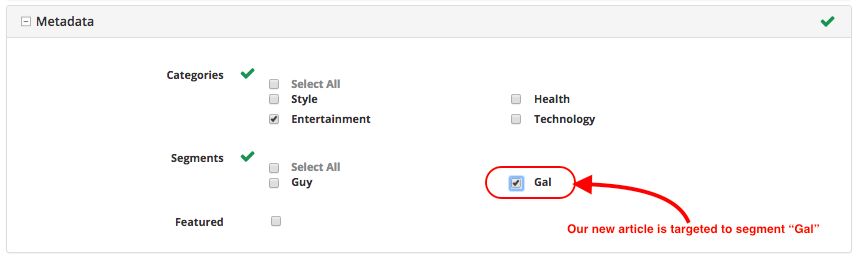 Metadata
Categories
Select All
Style
Health
Entertainment
Technology
Segments
Select All
Guy
Gal
Featured
Our new article is targeted to segment “Gal”